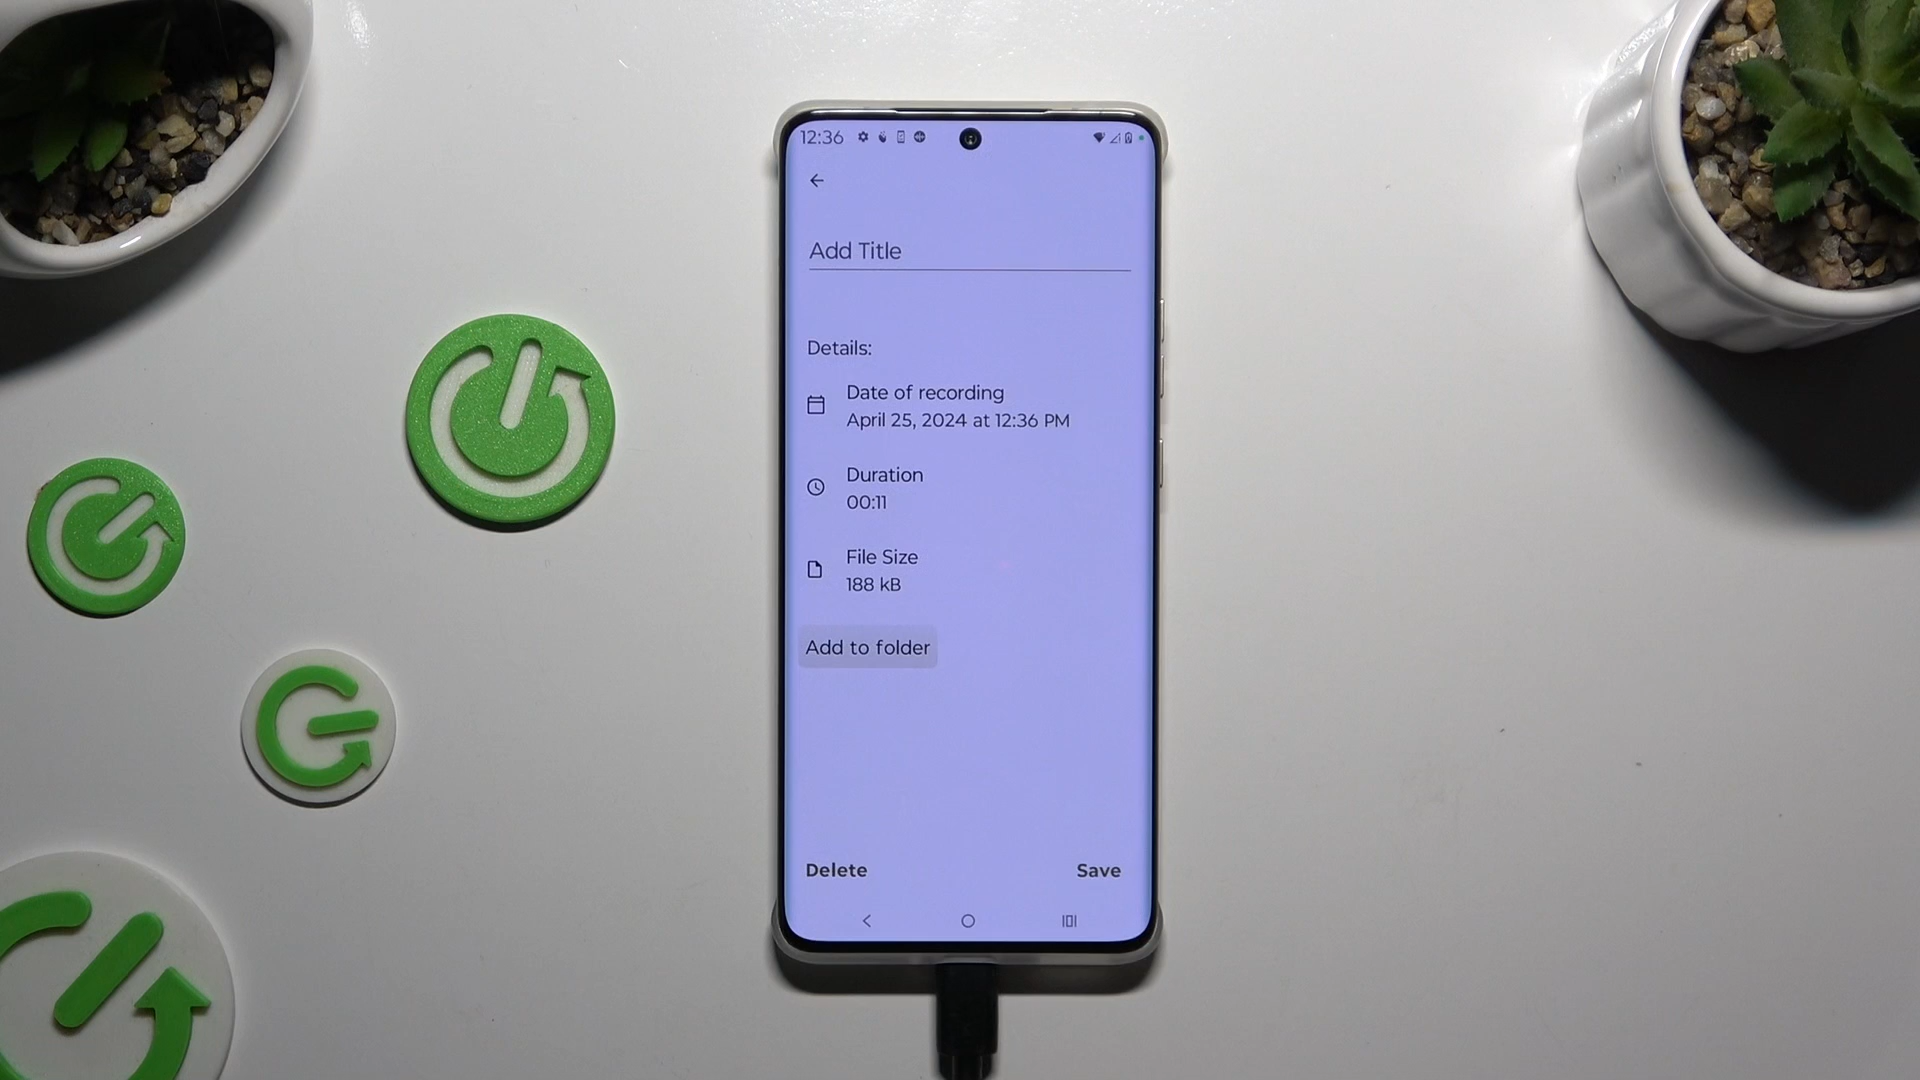 12:36
Add Title
Details:
Date of recording
April 25, 2024 at 12:36 PM
Duration
00:11
File Size
188 kB
Add to folder
Delete
Save